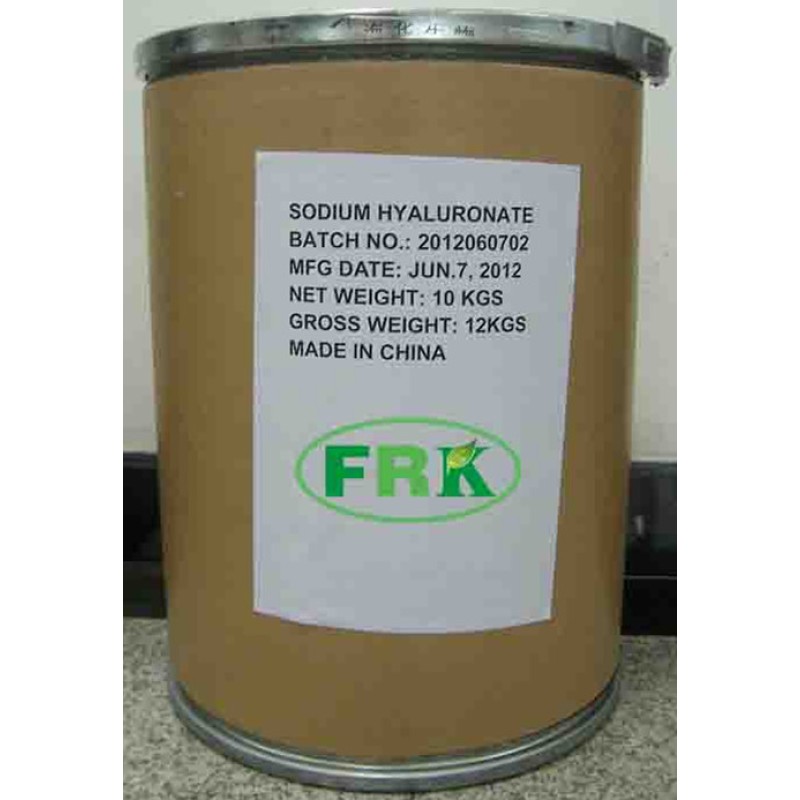 SODIUM HYALURONATE
BATCH NO.: 2012060702
MFG DATE: JUN.7, 2012
NET WEIGHT: 10 KGS
GROSS WEIGHT: 12KGS
MADE IN CHINA
FRK